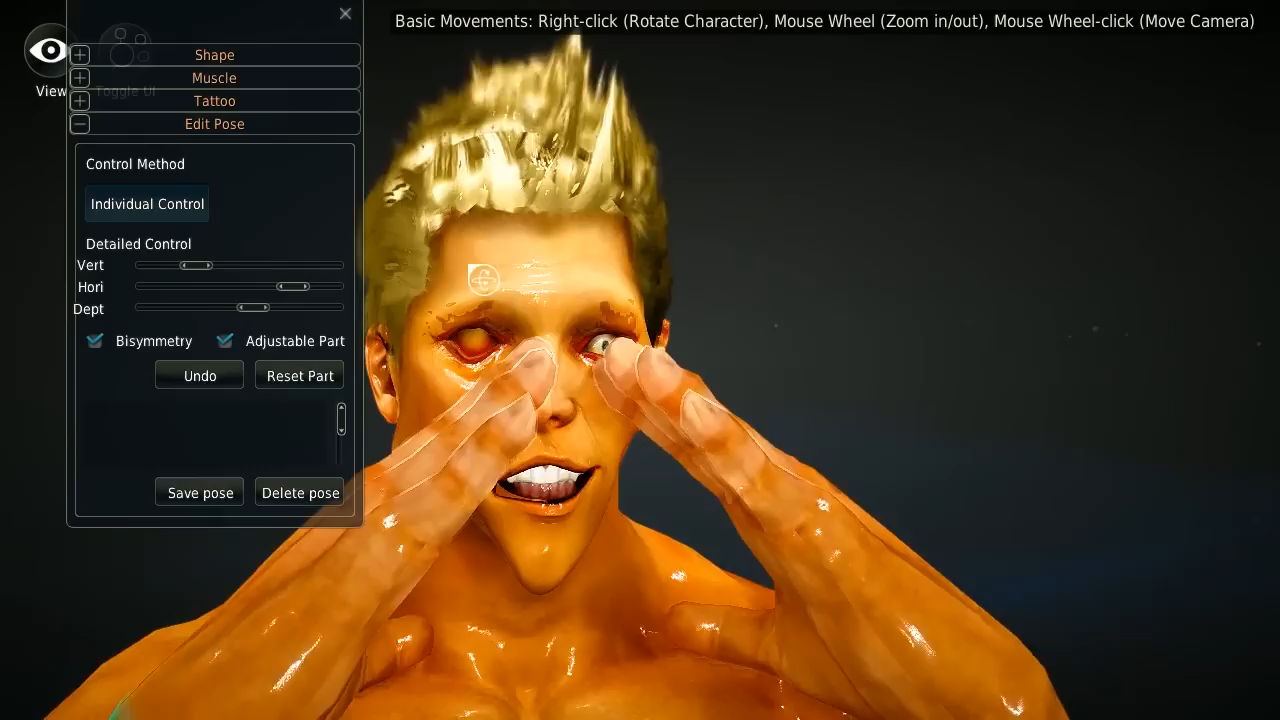 Basic Movements: Right-click (Rotate Character), Mouse Wheel (Zoom in/out), Mouse Wheel-click (Move Camera)
View
Toggle UI
Shape
Muscle
Tattoo
Edit Pose
Control Method
Individual Control
Detailed Control
Vert
Hori
Dept
Bisymmetry
Adjustable Part
Undo
Reset Part
Save pose
Delete pose